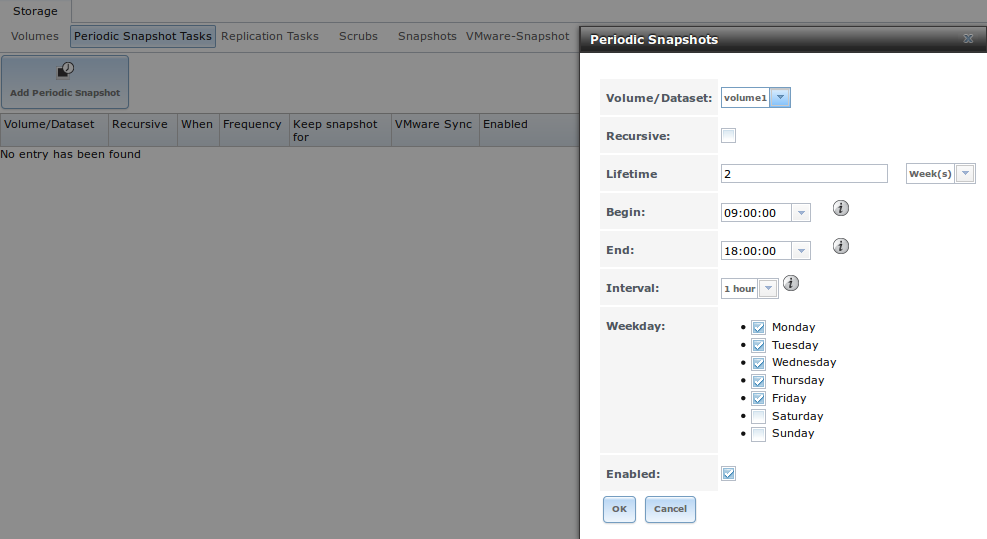 Storage
Volumes Periodic Snapshot Tasks Replication Tasks Scrubs Snapshots VMware-Snapshot
Add Periodic Snapshot
Volume/Dataset Recursive When Frequency Keep snapshot for VMware Sync Enabled
No entry has been found
Periodic Snapshots
Volume/Dataset: volume1
Recursive:
Lifetime 2 Week(s)
Begin: 09:00:00 i
End: 18:00:00 i
Interval: 1 hour i
Weekday:
• Monday
• Tuesday
• Wednesday
• Thursday
• Friday
• Saturday
• Sunday
Enabled:
OK Cancel